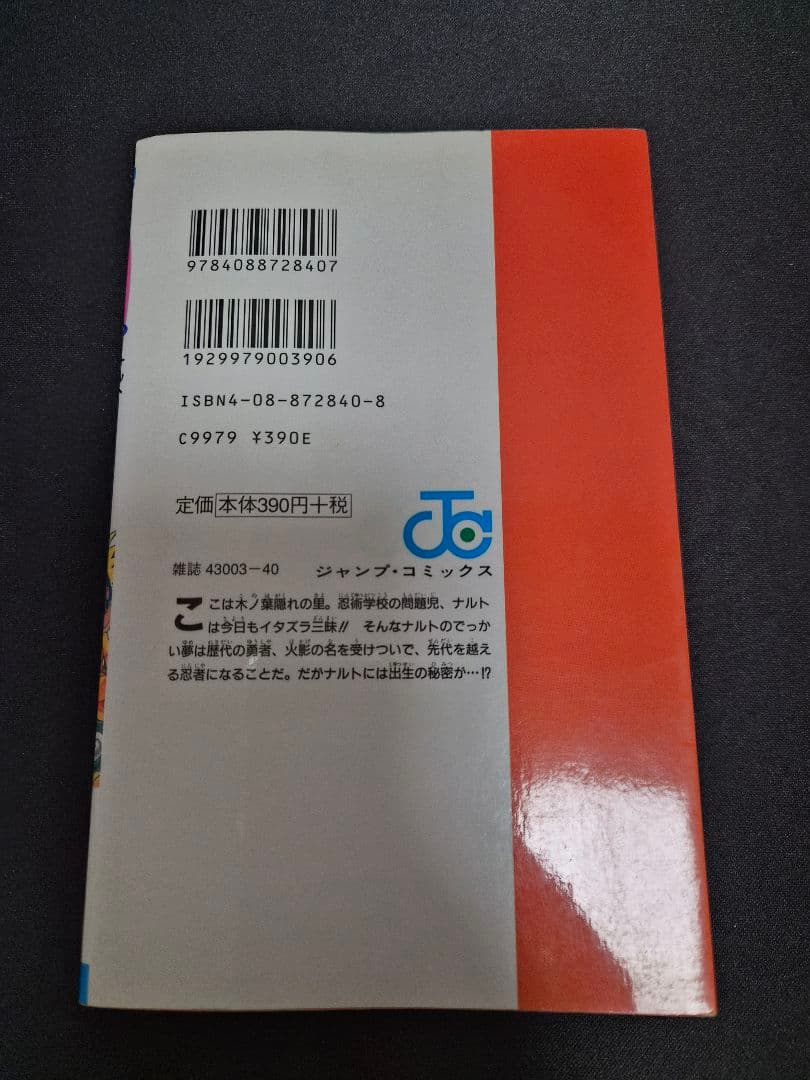 9784088728407
1929979003906
ISBN4-08-872840-8
C9979 ¥390E
定価 本体390円+税
雑誌 43003-40
ジャンプ・コミックス
ここは木ノ葉隠れの里。忍術学校の問題児、ナルト
は今日もイタズラ三昧!! そんなナルトのでっか
い夢は歴代の勇者、火影の名を受けついで、先代を越え
る忍者になることだ。だがナルトには出生の秘密が…!?